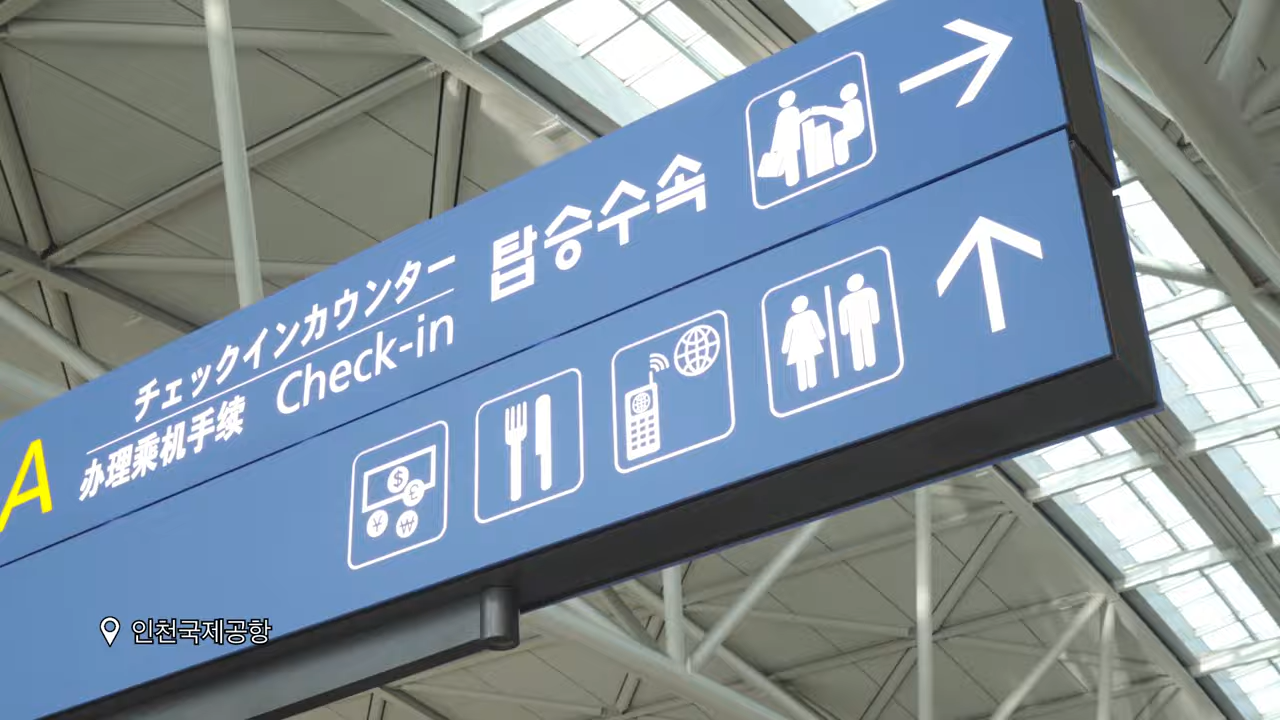 A
チェックインカウンター
办理乘机手续
Check-in
탑승수속
인천국제공항